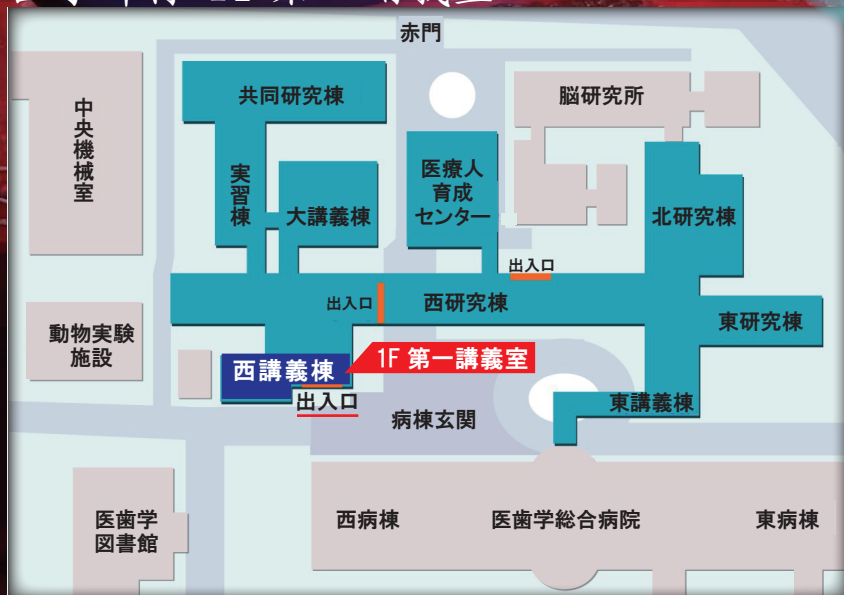 赤門
中央機械室
共同研究棟
脳研究所
実習棟
大講義棟
医療人
育成
センター
北研究棟
出入口
出入口
西研究棟
東研究棟
動物実験
施設
1F 第一講義室
西講義棟
出入口
病棟玄関
東講義棟
医歯学
図書館
西病棟
医歯学総合病院
東病棟